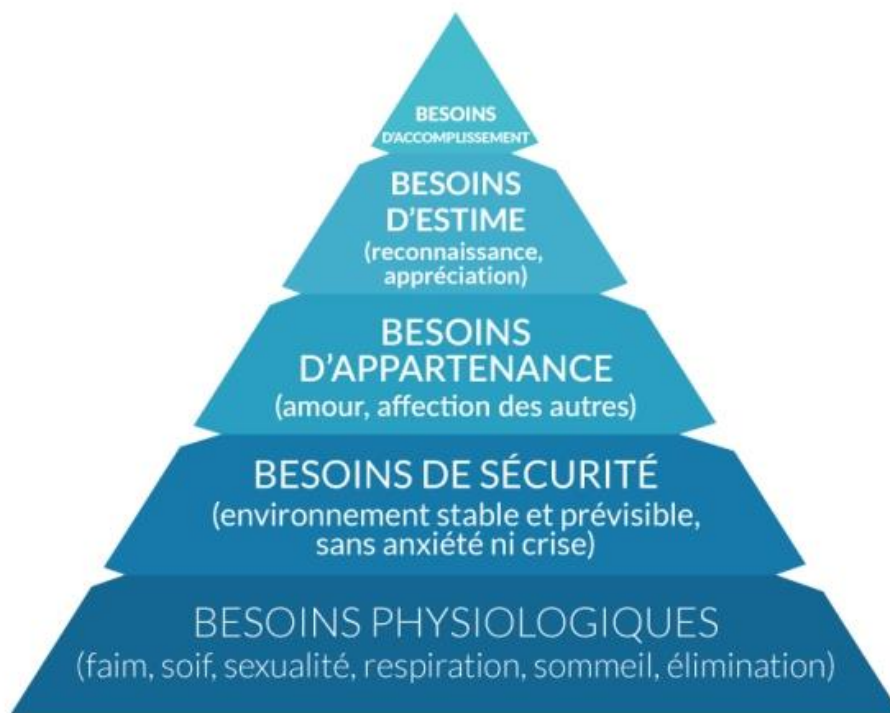 BESOINS
D'ACCOMPLISSEMENT
BESOINS
D'ESTIME
(reconnaissance,
appréciation)
BESOINS
D'APPARTENANCE
(amour, affection des autres)
BESOINS DE SÉCURITÉ
(environnement stable et prévisible,
sans anxiété ni crise)
BESOINS PHYSIOLOGIQUES
(faim, soif, sexualité, respiration, sommeil, élimination)